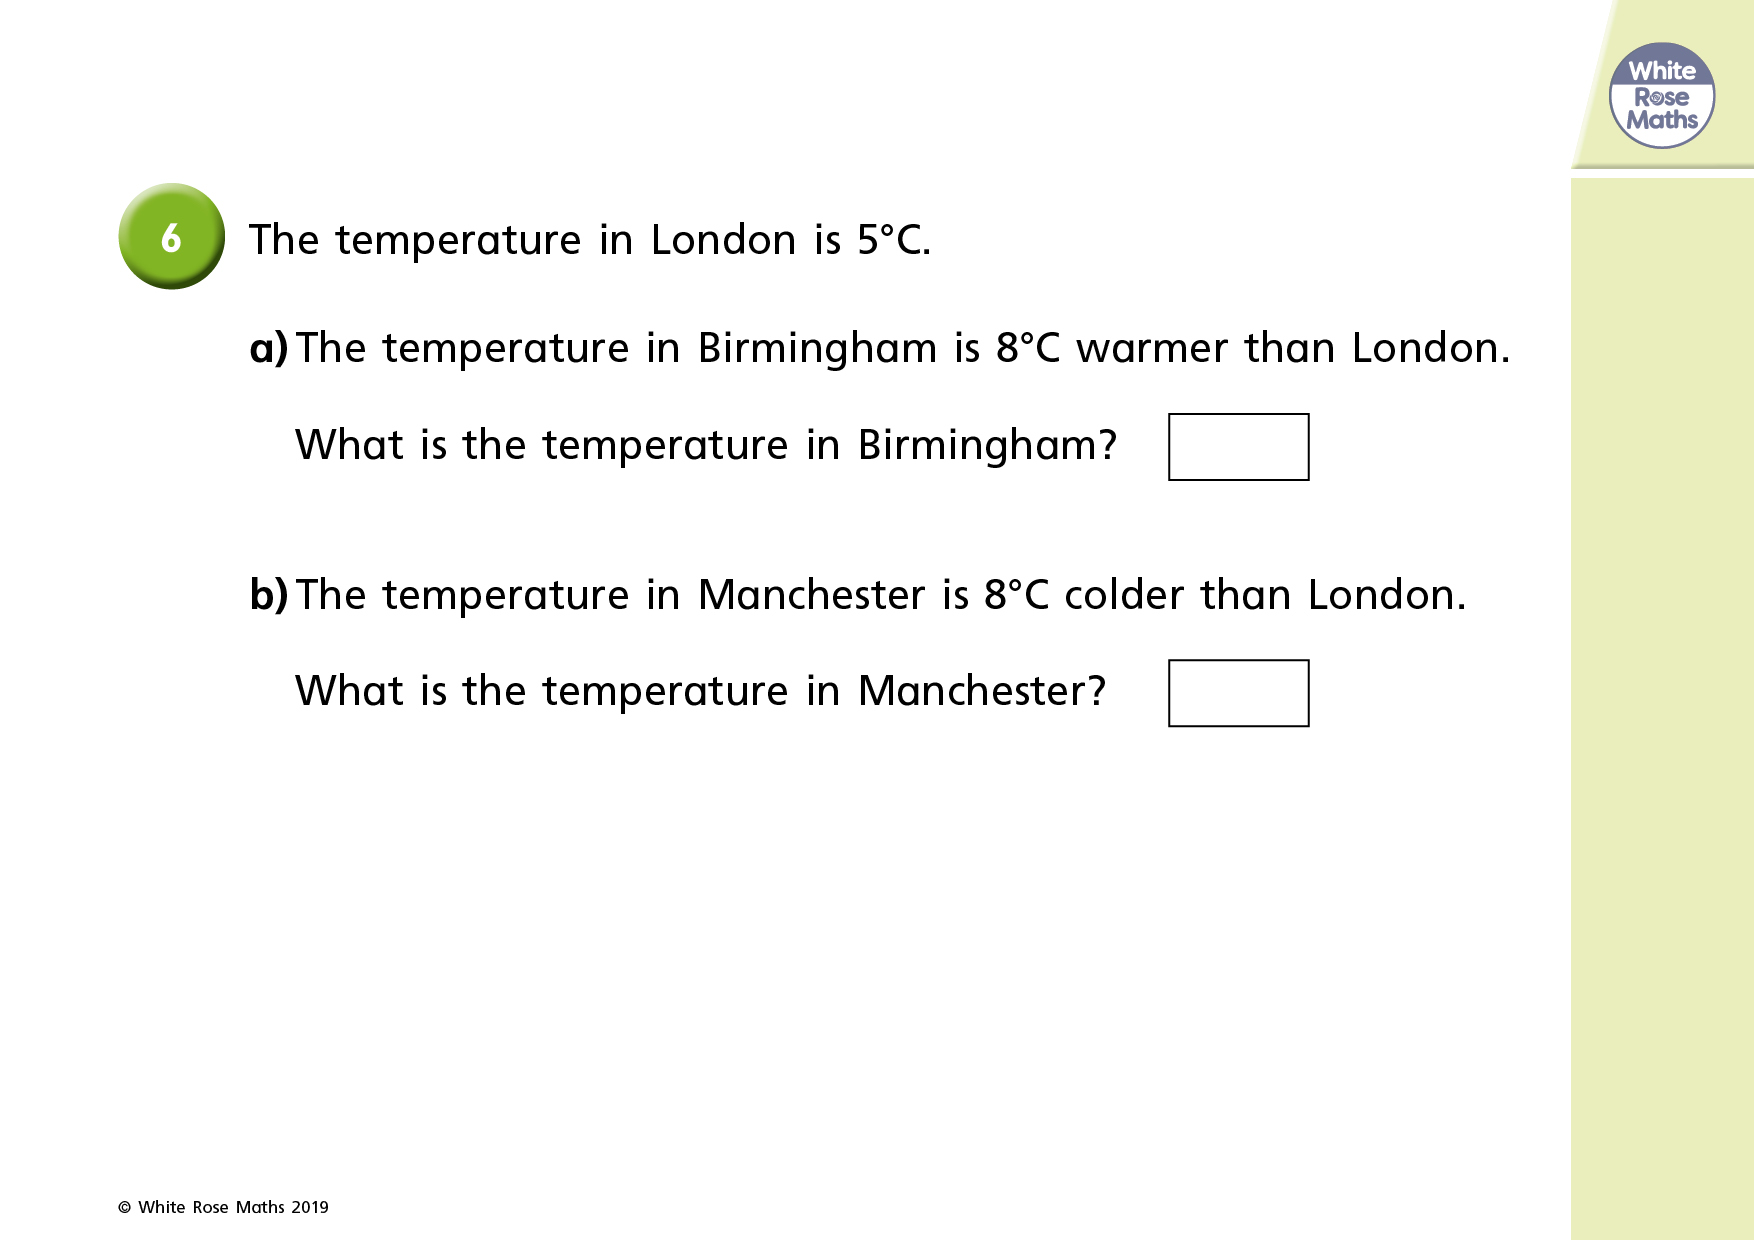 White
Rose
Maths
6 The temperature in London is 5°C.
a) The temperature in Birmingham is 8°C warmer than London.
What is the temperature in Birmingham?
b) The temperature in Manchester is 8°C colder than London.
What is the temperature in Manchester?
© White Rose Maths 2019